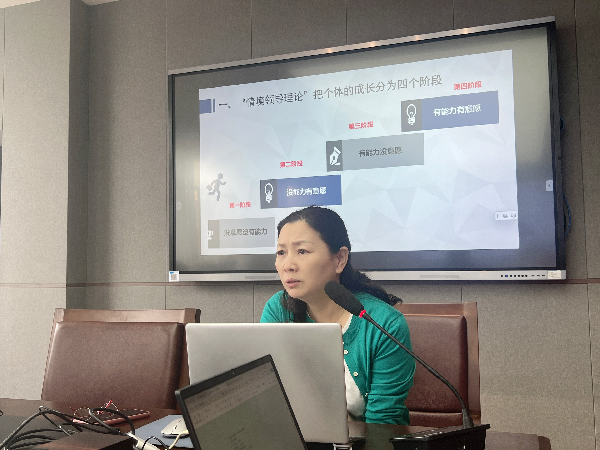 一、 “情境领导理论”把个体的成长分为四个阶段
第四阶段
有能力有意愿
第三阶段
有能力没意愿
第二阶段
没能力有意愿
第一阶段
没意愿没有能力